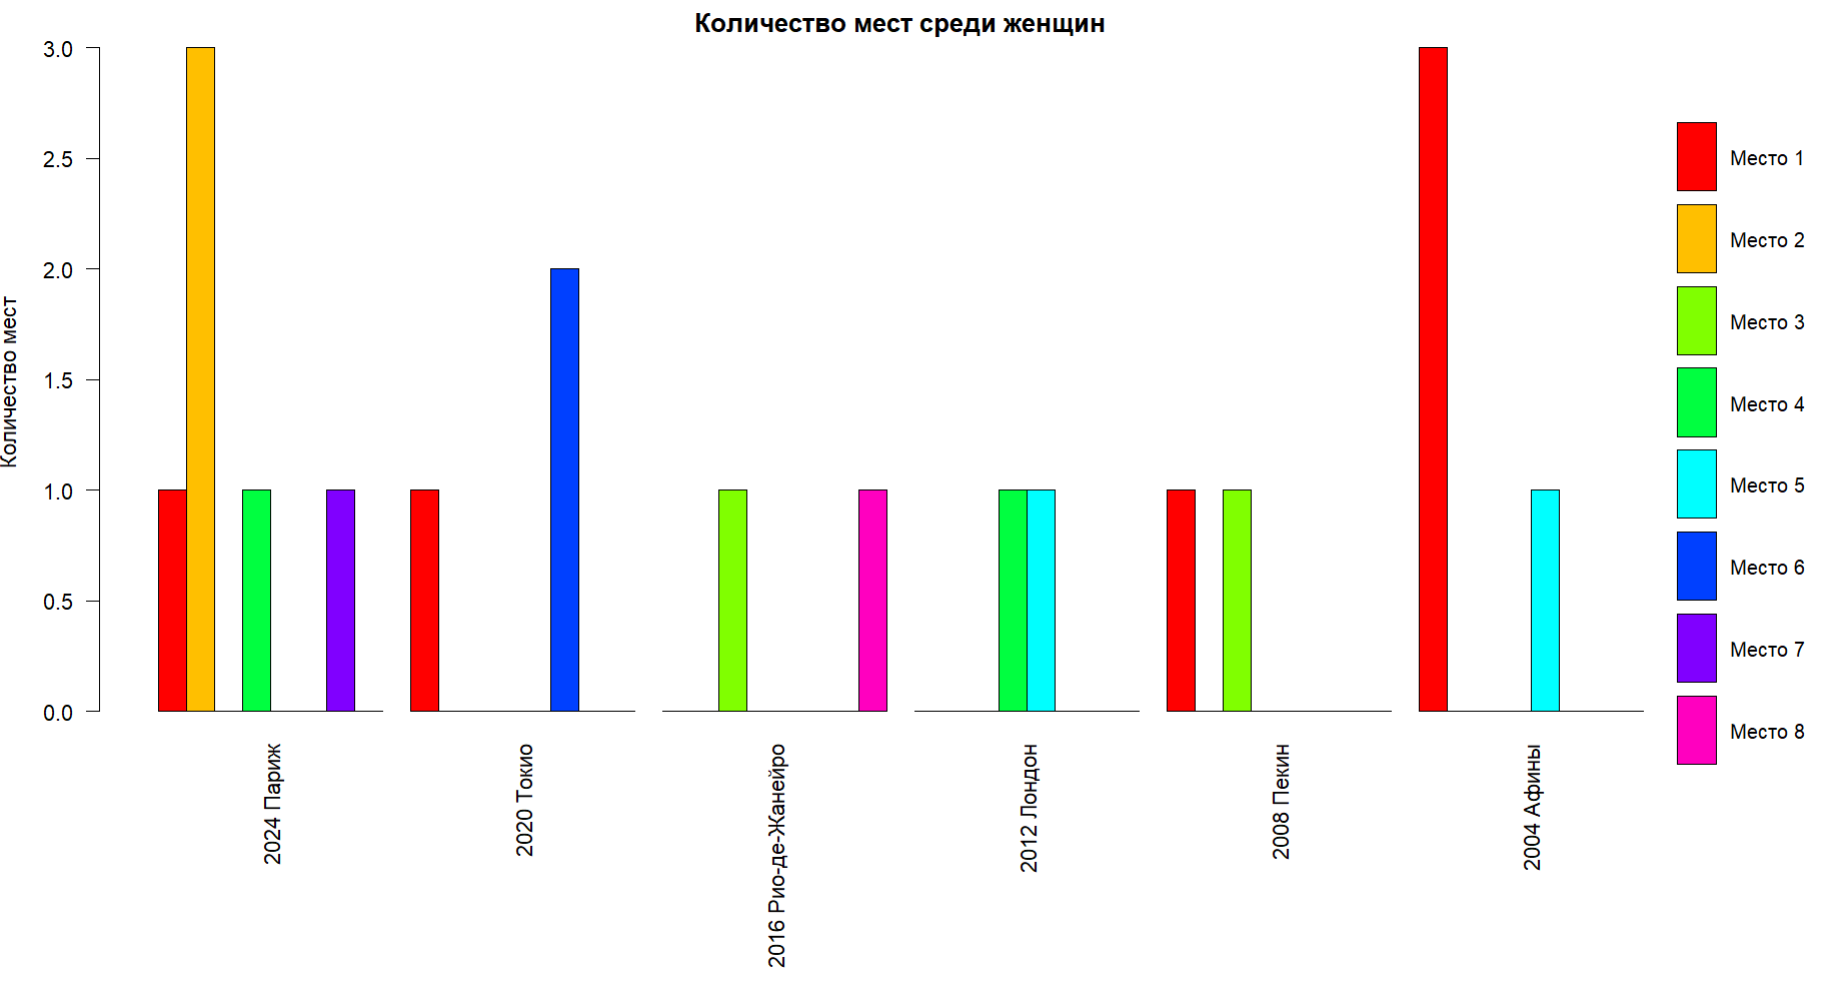 Количество мест среди женщин
Количество мест
3.0
2.5
2.0
1.5
1.0
0.5
0.0
2024 Париж
2020 Токио
2016 Рио-де-Жанейро
2012 Лондон
2008 Пекин
2004 Афины
Место 1
Место 2
Место 3
Место 4
Место 5
Место 6
Место 7
Место 8